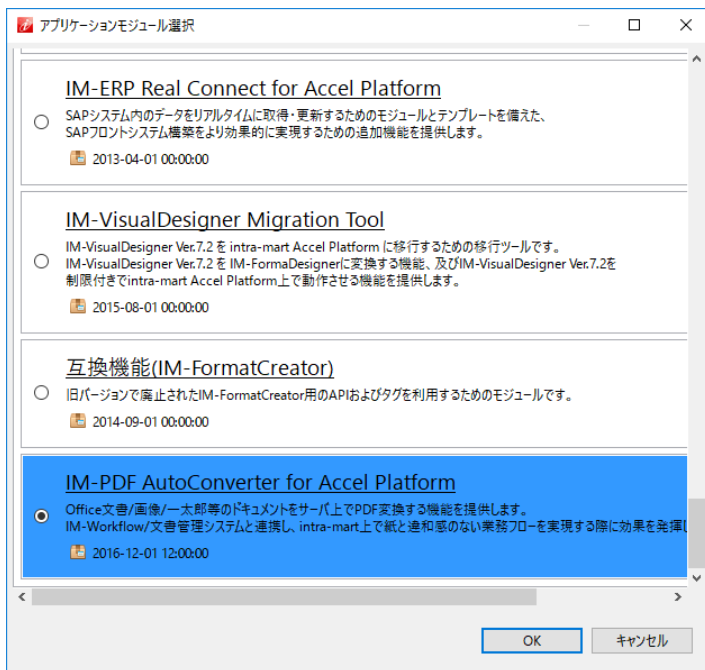 アプリケーションモジュール選択
IM-ERP Real Connect for Accel Platform
SAPシステム内のデータをリアルタイムに取得・更新するためのモジュールとテンプレートを備えた、
SAPフロントシステム構築をより効果的に実現するための追加機能を提供します。
2013-04-01 00:00:00
IM-VisualDesigner Migration Tool
IM-VisualDesigner Ver.7.2 を intra-mart Accel Platform に移行するための移行ツールです。
IM-VisualDesigner Ver.7.2 を IM-FormaDesignerに変換する機能、及びIM-VisualDesigner Ver.7.2を
制限付きでintra-mart Accel Platform上で動作させる機能を提供します。
2015-08-01 00:00:00
互換機能(IM-FormatCreator)
旧バージョンで廃止されたIM-FormatCreator用のAPIおよびタグを利用するためのモジュールです。
2014-09-01 00:00:00
IM-PDF AutoConverter for Accel Platform
Office文書/画像/一太郎等のドキュメントをサーバ上でPDF変換する機能を提供します。
IM-Workflow/文書管理システムと連携し、intra-mart上で紙と違和感のない業務フローを実現する際に効果を発揮し
2016-12-01 12:00:00
OK
キャンセル